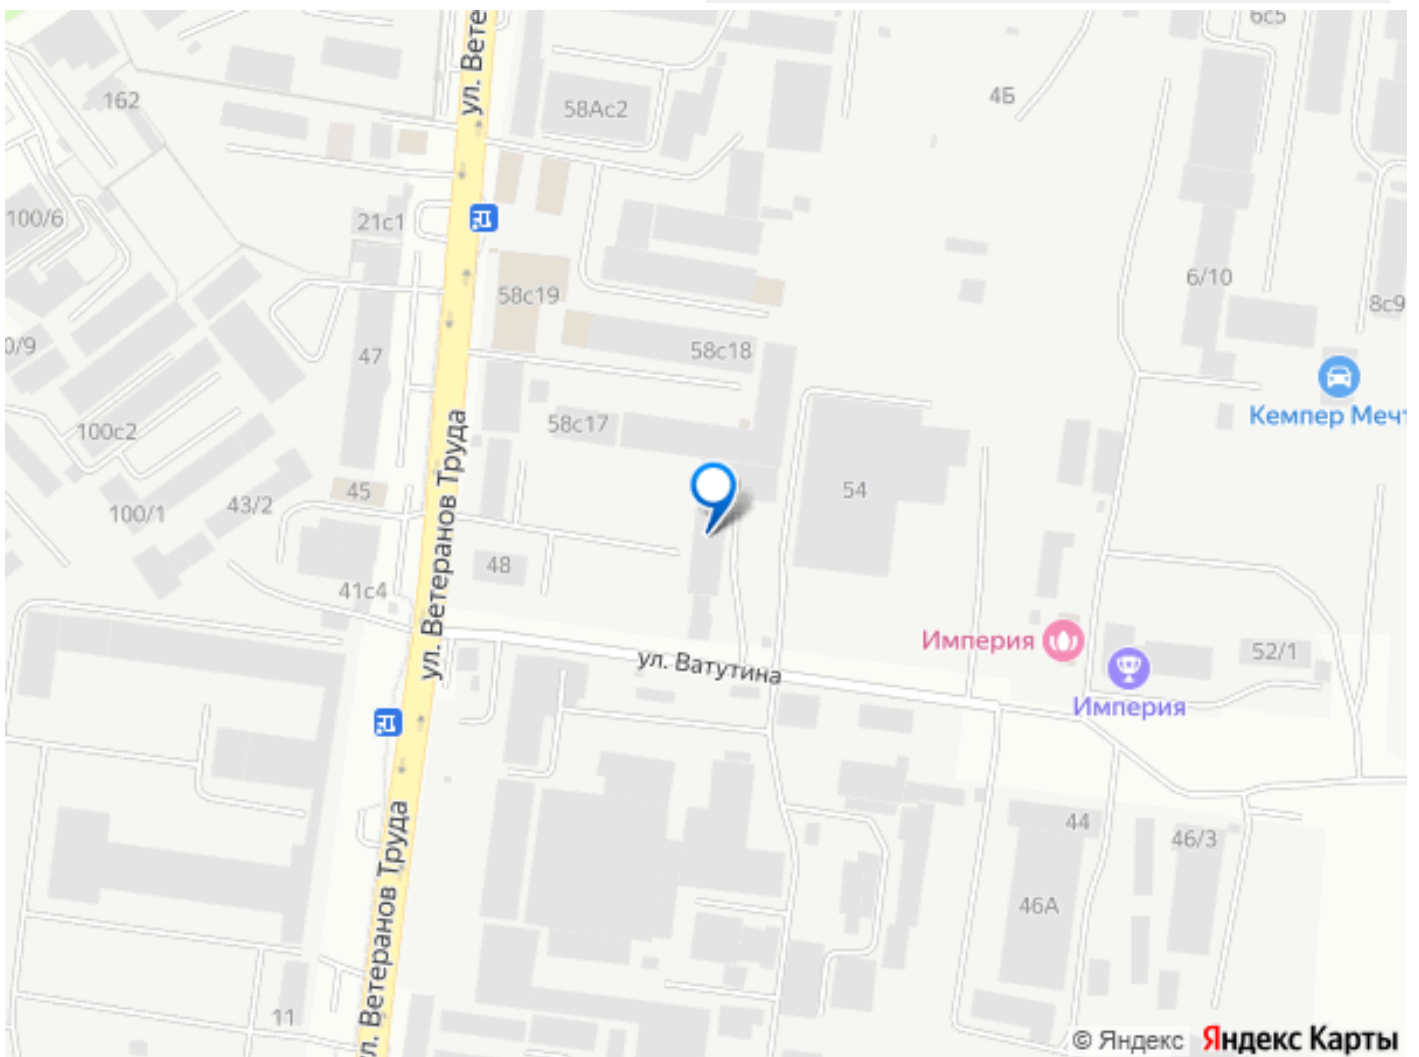 ул. Вете
6с5
162
58Ас2
4Б
100/6
21с1
58с19
6/10
8с9
0/9
47
58с18
Кемпер Мечт
58с17
100с2
ул. Ветеранов Труда
45
43/2
100/1
54
48
41с4
Империя
ул. Ватутина
52/1
Империя
44
46/3
ул. Ветеранов Труда
46А
11
© Яндекс Яндекс Карты